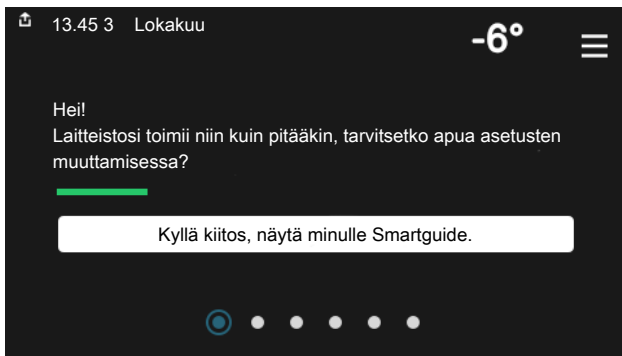 13.45 3 Lokakuu
-6°
Hei!
Laitteistosi toimii niin kuin pitääkin, tarvitsetko apua asetusten
muuttamisessa?
Kyllä kiitos, näytä minulle Smartguide.